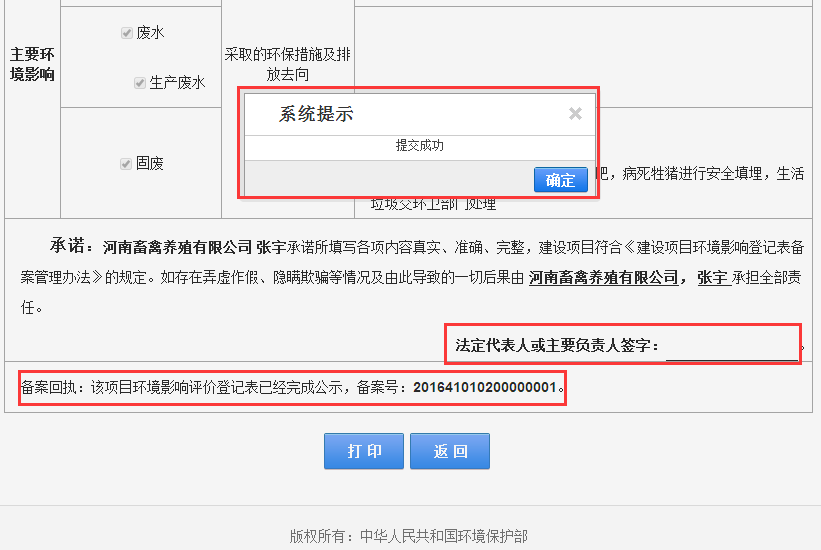 主要环
境影响
废水
生产废水
采取的环保措施及排
放去向
系统提示
提交成功
确定
固废
肥，病死牲猪进行安全填埋，生活
垃圾交环卫部门处理
承诺：河南畜禽养殖有限公司 张宇承诺所填写各项内容真实、准确、完整，建设项目符合《建设项目环境影响登记表备
案管理办法》的规定。如存在弄虚作假、隐瞒欺骗等情况及由此导致的一切后果由 河南畜禽养殖有限公司， 张宇 承担全部责
任。
法定代表人或主要负责人签字： 。
备案回执：该项目环境影响评价登记表已经完成公示，备案号：201641010200000001。
打 印
返 回
版权所有：中华人民共和国环境保护部